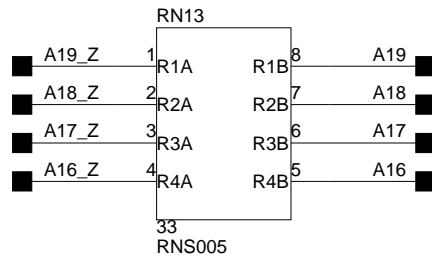 RN13
A19_Z 1 R1A R1B 8 A19
A18_Z 2 R2A R2B 7 A18
A17_Z 3 R3A R3B 6 A17
A16_Z 4 R4A R4B 5 A16
33
RNS005